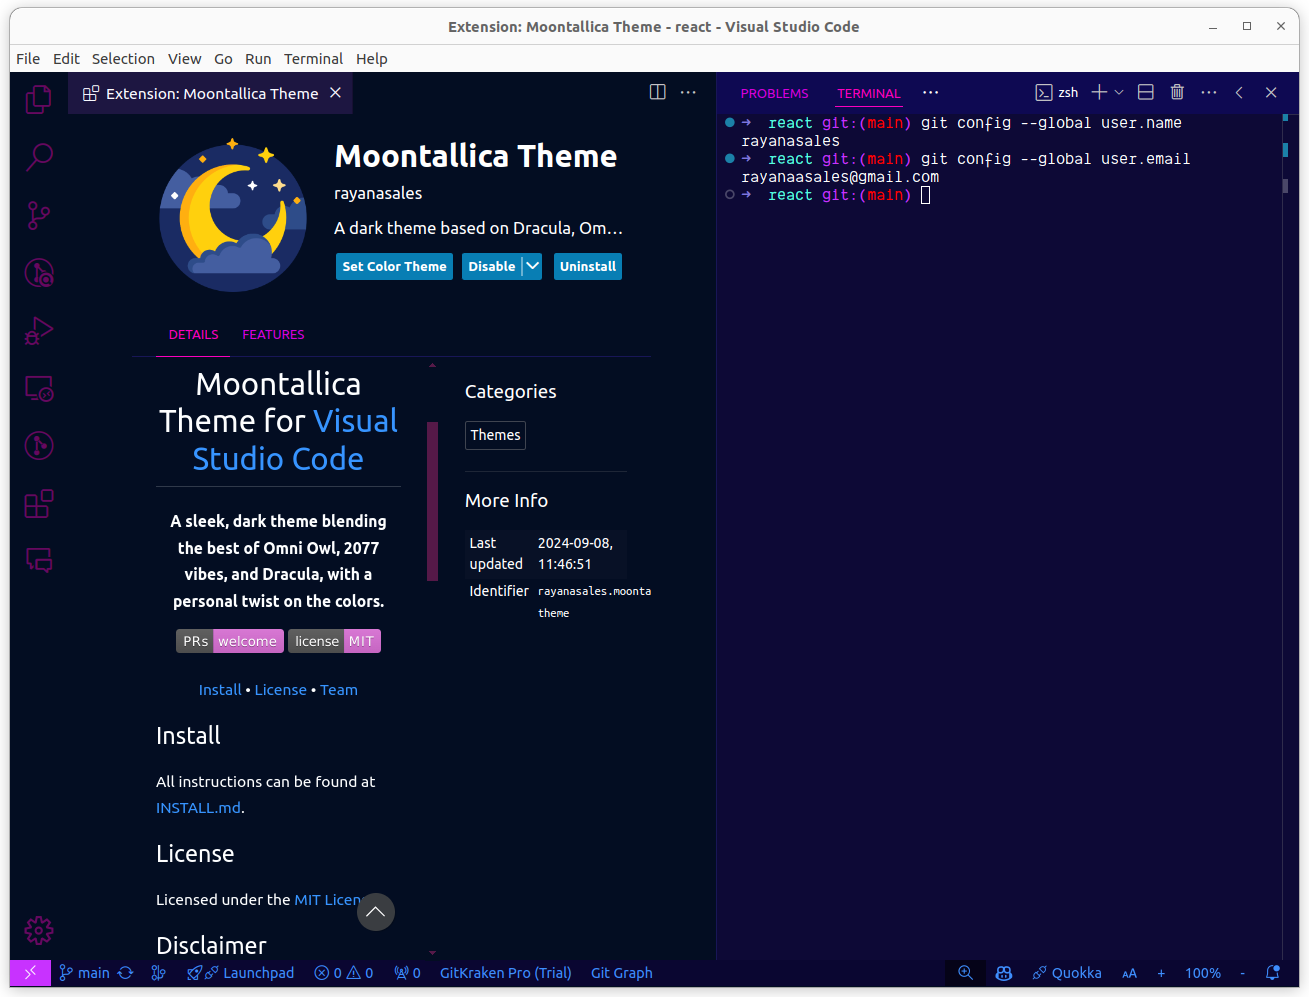 Extension: Moontallica Theme - react - Visual Studio Code
File Edit Selection View Go Run Terminal Help
Extension: Moontallica Theme
Moontallica Theme
rayanasales
A dark theme based on Dracula, Om…
Set Color Theme Disable Uninstall
DETAILS FEATURES
Moontallica
Theme for Visual
Studio Code
A sleek, dark theme blending
the best of Omni Owl, 2077
vibes, and Dracula, with a
personal twist on the colors.
PRs welcome license MIT
Install • License • Team
Install
All instructions can be found at
INSTALL.md.
License
Licensed under the MIT Licen
Disclaimer
Categories
Themes
More Info
Last updated 2024-09-08, 11:46:51
Identifier rayanasales.moonta
theme
PROBLEMS TERMINAL ··· zsh
→ react git:(main) git config --global user.name
rayanasales
→ react git:(main) git config --global user.email
rayanaasales@gmail.com
→ react git:(main)
main Launchpad 0 0 0 GitKraken Pro (Trial) Git Graph Quokka AA + 100% -